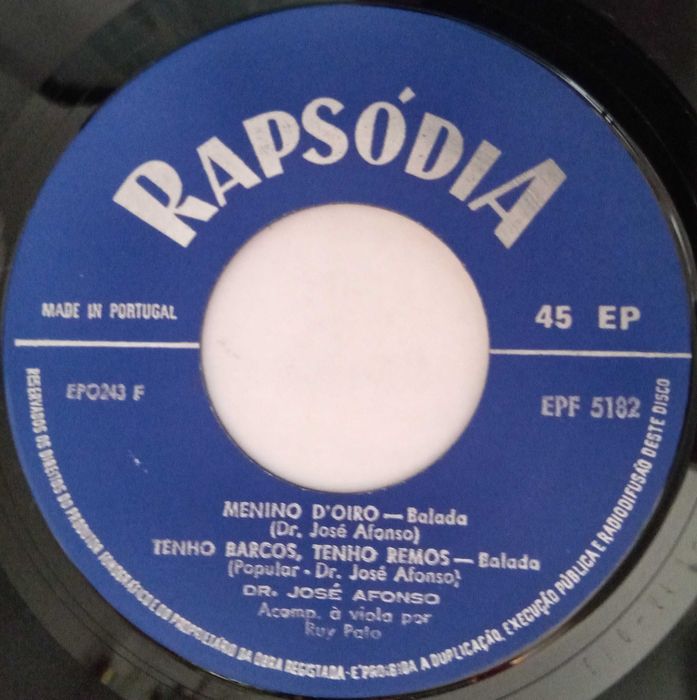 RAPSÓDIA
MADE IN PORTUGAL
45 EP
EPO243 F
EPF 5182
MENINO D'OIRO — Balada
(Dr. José Afonso)
TENHO BARCOS, TENHO REMOS — Balada
(Popular - Dr. José Afonso)
DR. JOSÉ AFONSO
Acomp. à viola por
Ruy Pato
RESERVADOS OS DIREITOS DO PRODUTOR FONOGRÁFICO E DO PROPRIETÁRIO DA OBRA REGISTADA - É PROIBIDA A DUPLICAÇÃO, EXECUÇÃO PÚBLICA E RADIODIFUSÃO DESTE DISCO